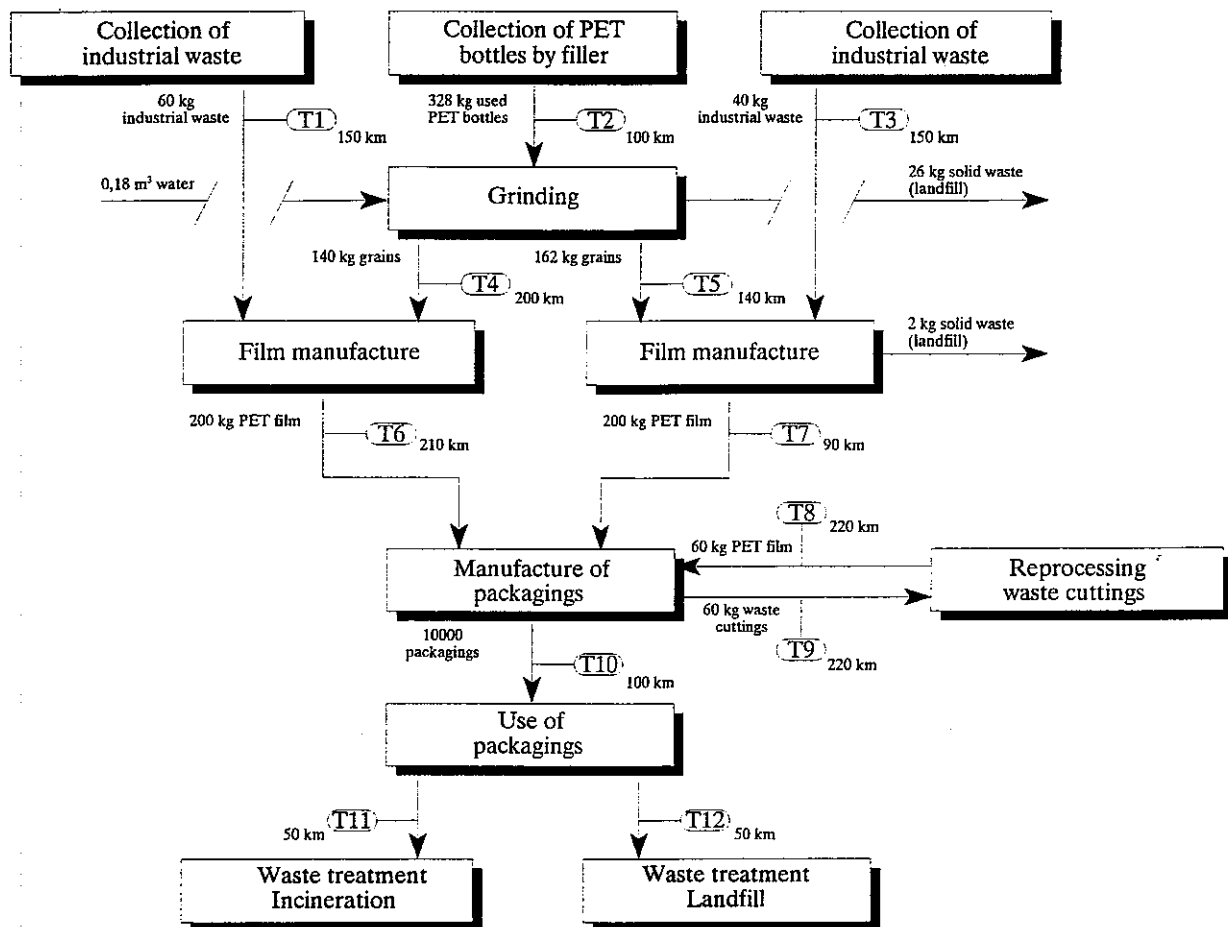 Collection of
industrial waste
Collection of PET
bottles by filler
Collection of
industrial waste
60 kg
industrial waste
T1
150 km
328 kg used
PET bottles
T2
100 km
40 kg
industrial waste
T3
150 km
0,18 m³ water
Grinding
26 kg solid waste
(landfill)
140 kg grains
T4
200 km
162 kg grains
T5
140 km
Film manufacture
Film manufacture
2 kg solid waste
(landfill)
200 kg PET film
T6
210 km
200 kg PET film
T7
90 km
T8
220 km
60 kg PET film
Manufacture of
packagings
Reprocessing
waste cuttings
60 kg waste
cuttings
T9
220 km
10000
packagings
T10
100 km
Use of
packagings
T11
50 km
T12
50 km
Waste treatment
Incineration
Waste treatment
Landfill